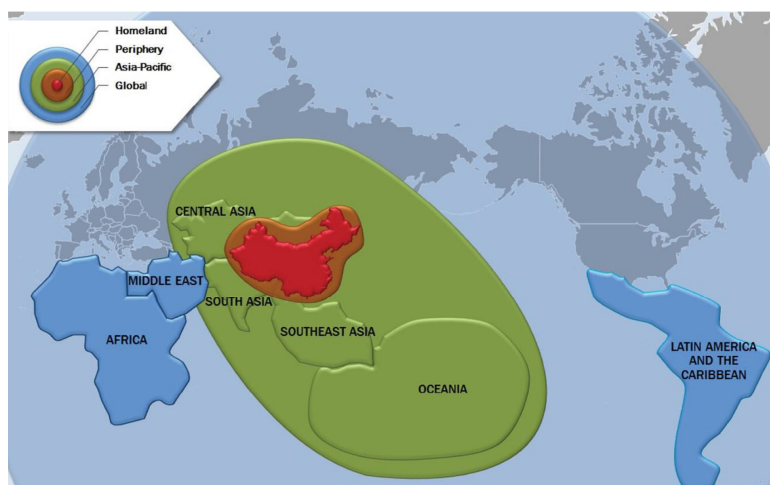 Homeland
Periphery
Asia-Pacific
Global
CENTRAL ASIA
MIDDLE EAST
SOUTH ASIA
AFRICA
SOUTHEAST ASIA
OCEANIA
LATIN AMERICA
AND THE
CARIBBEAN